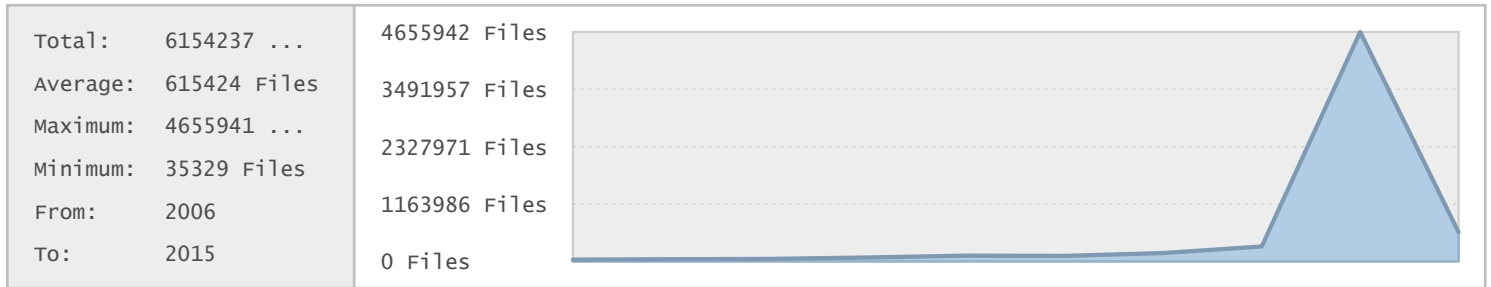 Total: 6154237 ...
Average: 615424 Files
Maximum: 4655941 ...
Minimum: 35329 Files
From: 2006
To: 2015
4655942 Files
3491957 Files
2327971 Files
1163986 Files
0 Files